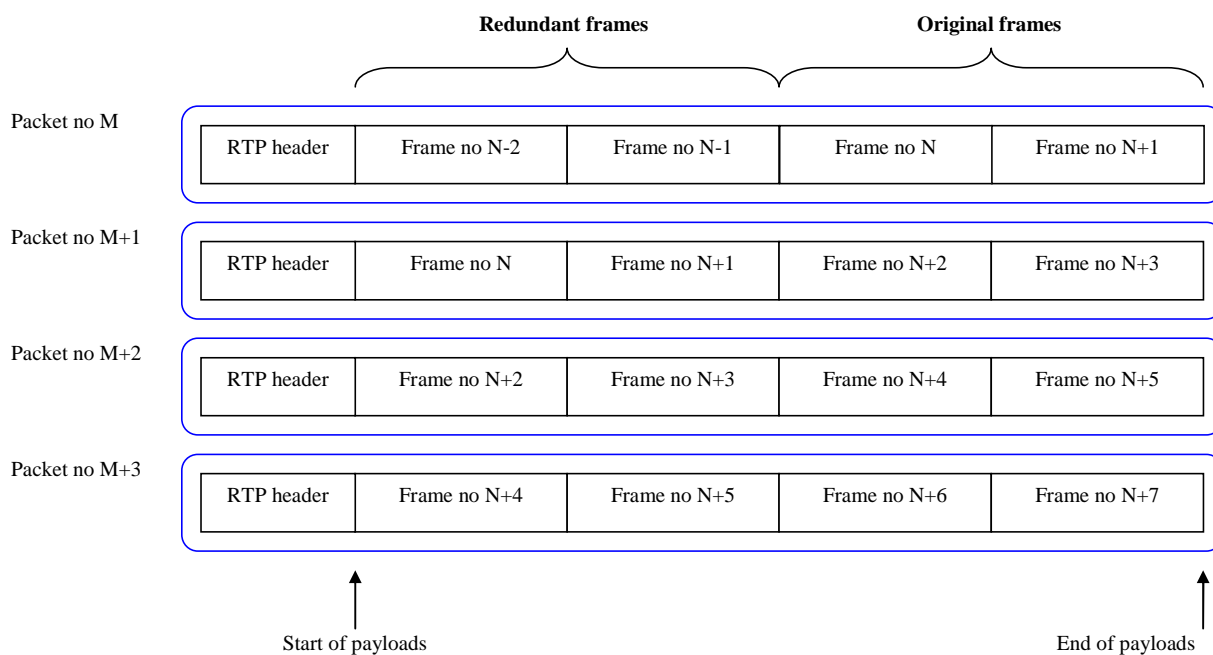 Redundant frames Original frames
Packet no M
RTP header Frame no N-2 Frame no N-1 Frame no N Frame no N+1
Packet no M+1
RTP header Frame no N Frame no N+1 Frame no N+2 Frame no N+3
Packet no M+2
RTP header Frame no N+2 Frame no N+3 Frame no N+4 Frame no N+5
Packet no M+3
RTP header Frame no N+4 Frame no N+5 Frame no N+6 Frame no N+7
Start of payloads End of payloads